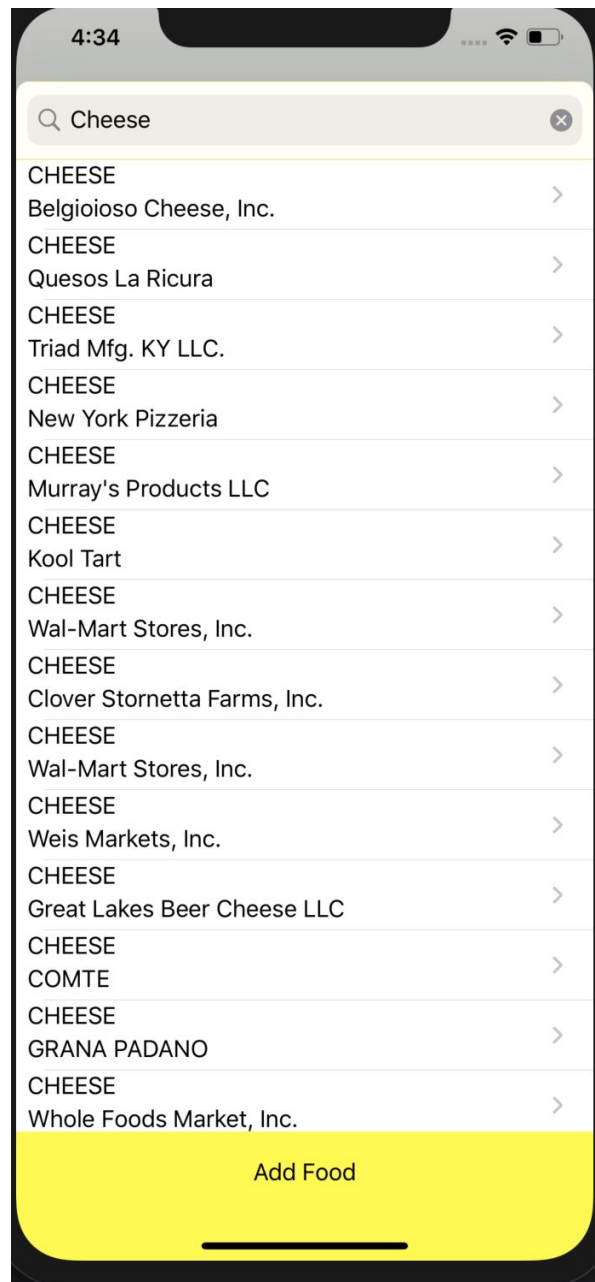 4:34
Cheese
CHEESE
Belgioioso Cheese, Inc.
CHEESE
Quesos La Ricura
CHEESE
Triad Mfg. KY LLC.
CHEESE
New York Pizzeria
CHEESE
Murray's Products LLC
CHEESE
Kool Tart
CHEESE
Wal-Mart Stores, Inc.
CHEESE
Clover Stornetta Farms, Inc.
CHEESE
Wal-Mart Stores, Inc.
CHEESE
Weis Markets, Inc.
CHEESE
Great Lakes Beer Cheese LLC
CHEESE
COMTE
CHEESE
GRANA PADANO
CHEESE
Whole Foods Market, Inc.
Add Food